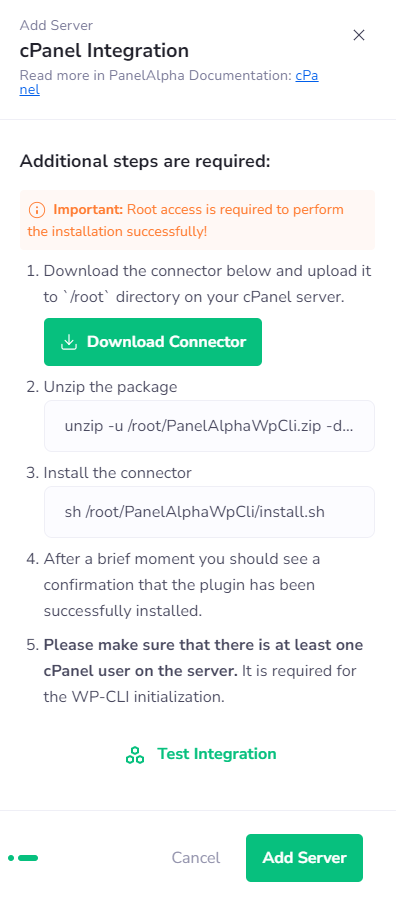 Add Server
cPanel Integration
Read more in PanelAlpha Documentation: cPa
nel
Additional steps are required:
Important: Root access is required to perform
the installation successfully!
1. Download the connector below and upload it
to `/root` directory on your cPanel server.
Download Connector
2. Unzip the package
unzip -u /root/PanelAlphaWpCli.zip -d...
3. Install the connector
sh /root/PanelAlphaWpCli/install.sh
4. After a brief moment you should see a
confirmation that the plugin has been
successfully installed.
5. Please make sure that there is at least one
cPanel user on the server. It is required for
the WP-CLI initialization.
Test Integration
Cancel
Add Server